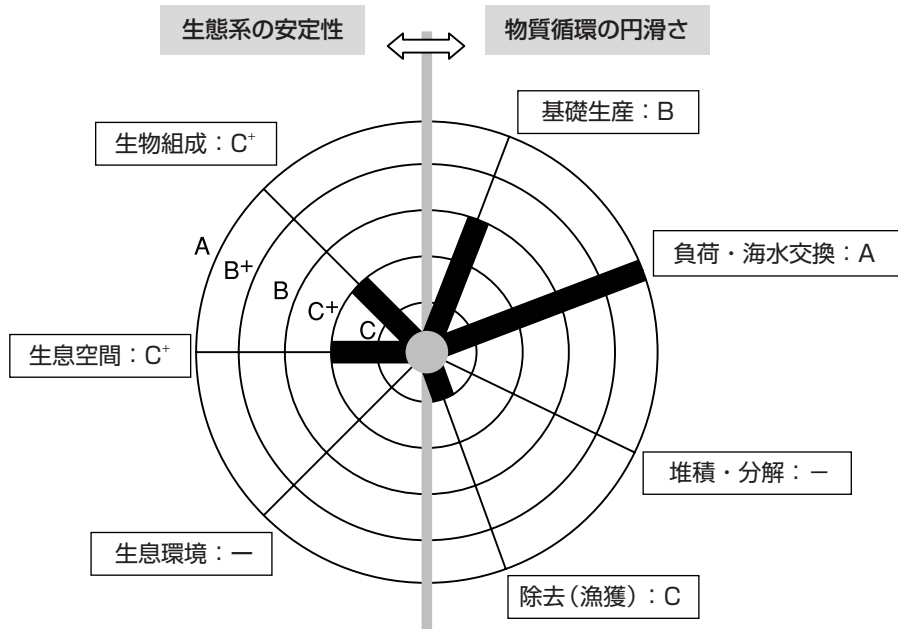 生態系の安定性
物質循環の円滑さ
基礎生産：B
生物組成：C⁺
負荷・海水交換：A
A
B⁺
B
C⁺
C
生息空間：C⁺
堆積・分解：−
生息環境：−
除去（漁獲）：C